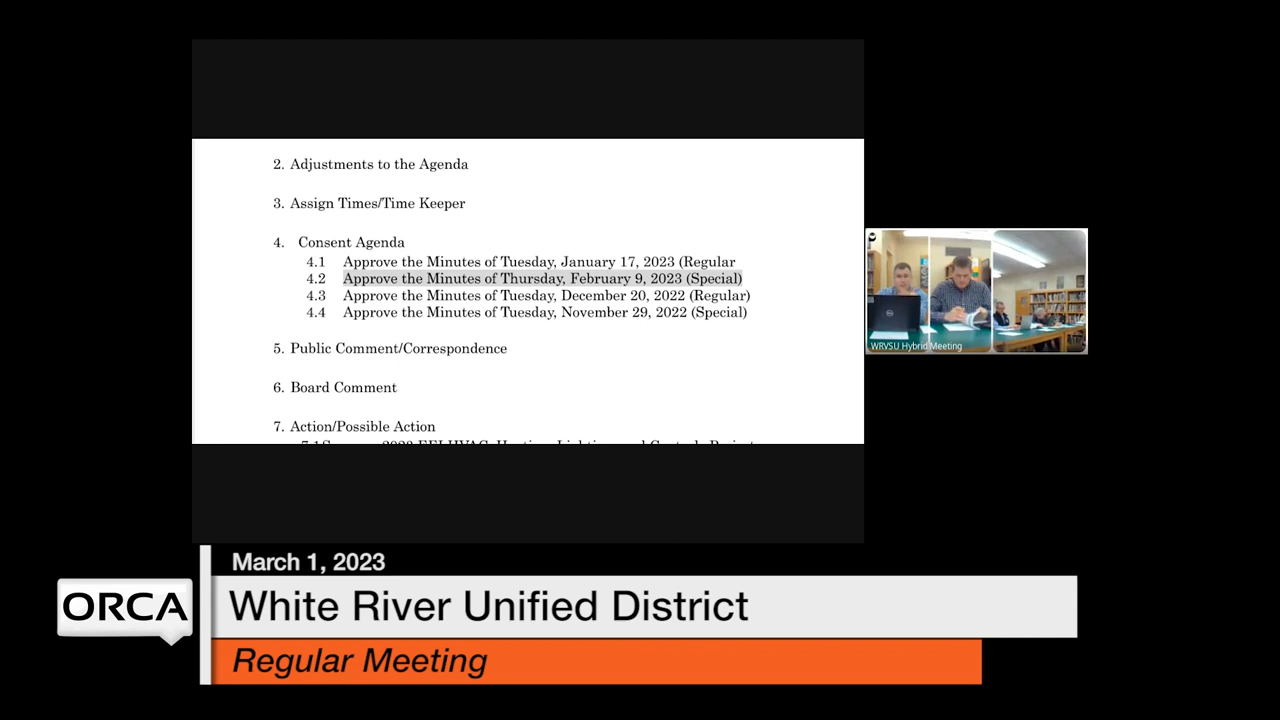 2. Adjustments to the Agenda
3. Assign Times/Time Keeper
4. Consent Agenda
4.1 Approve the Minutes of Tuesday, January 17, 2023 (Regular
4.2 Approve the Minutes of Thursday, February 9, 2023 (Special)
4.3 Approve the Minutes of Tuesday, December 20, 2022 (Regular)
4.4 Approve the Minutes of Tuesday, November 29, 2022 (Special)
5. Public Comment/Correspondence
6. Board Comment
7. Action/Possible Action
WRVSU Hybrid Meeting
March 1, 2023
ORCA
White River Unified District
Regular Meeting